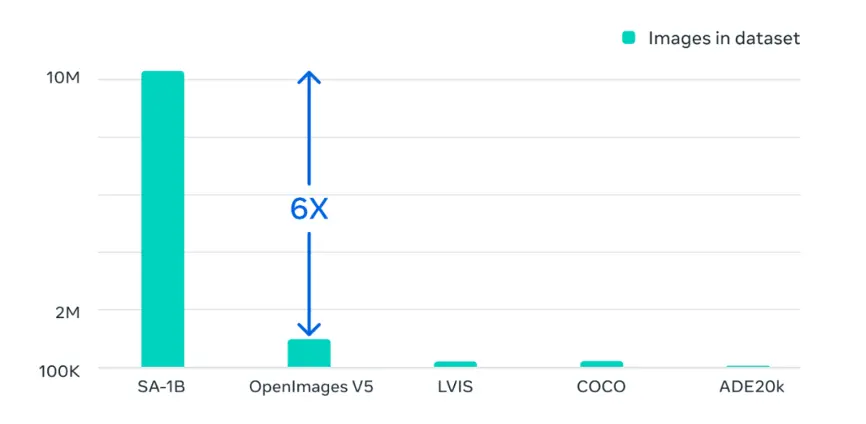 Images in dataset
10M
6X
2M
100K
SA-1B
OpenImages V5
LVIS
COCO
ADE20k